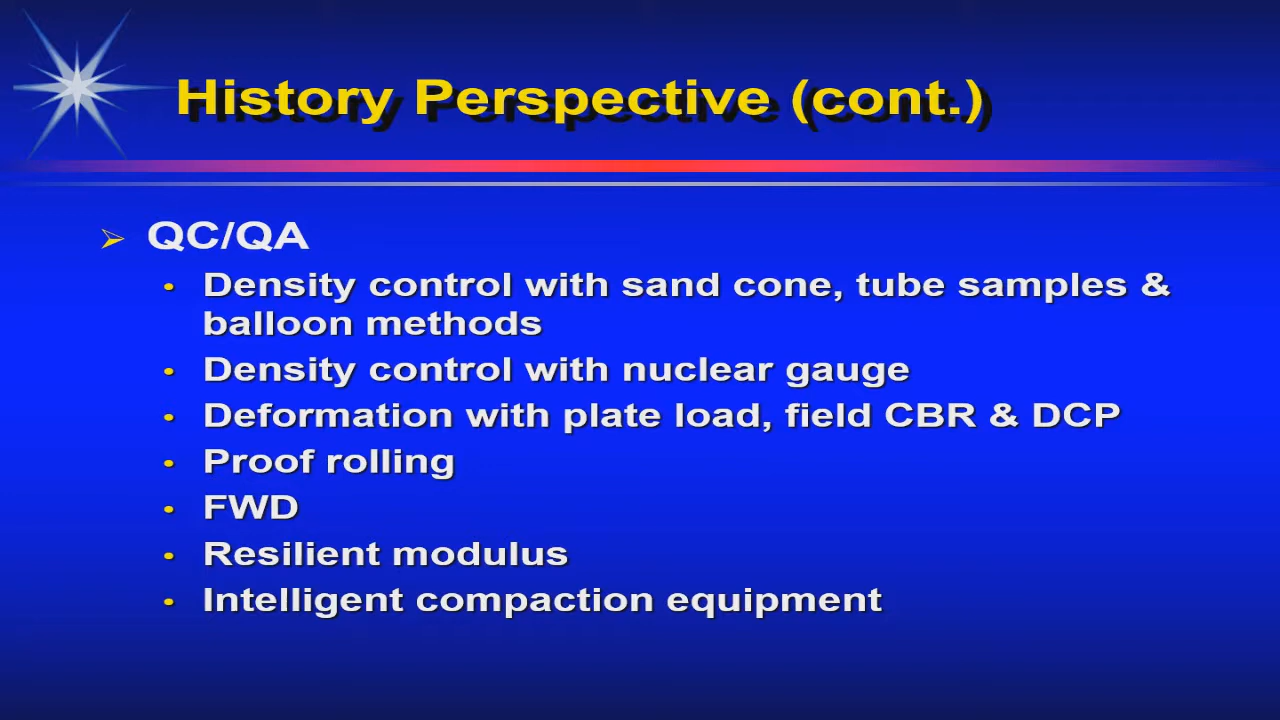 History Perspective (cont.)
QC/QA
Density control with sand cone, tube samples &
balloon methods
Density control with nuclear gauge
Deformation with plate load, field CBR & DCP
Proof rolling
FWD
Resilient modulus
Intelligent compaction equipment